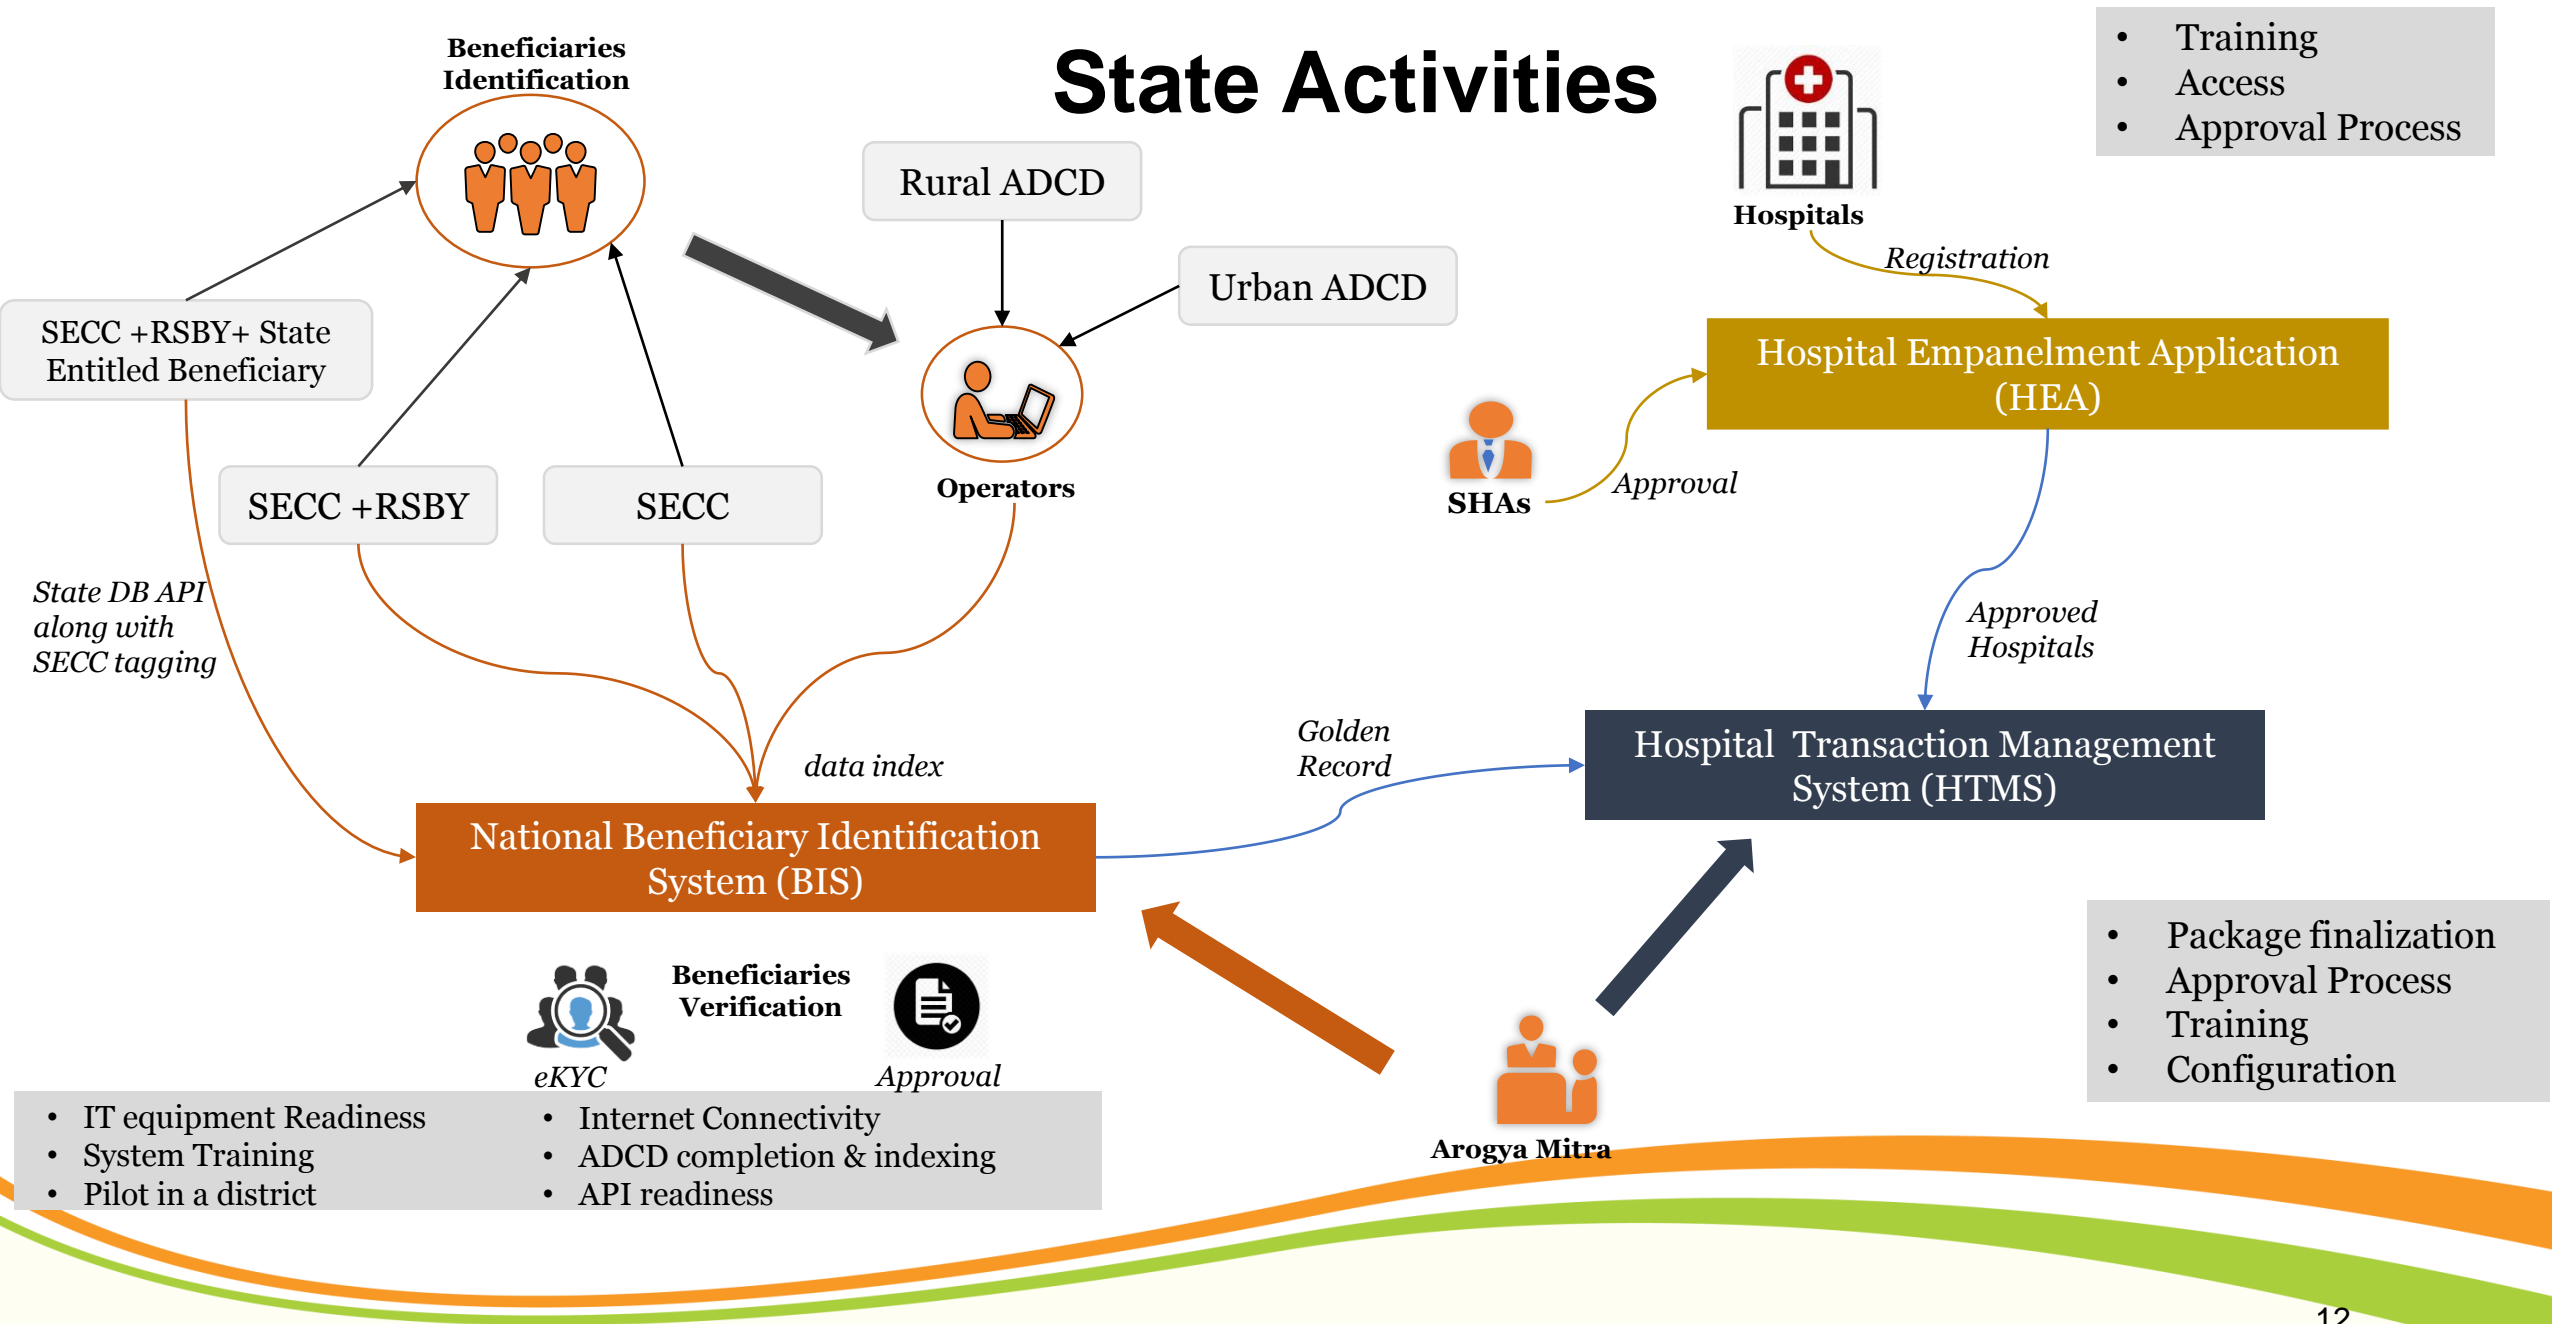 State Activities
Beneficiaries
Identification
Rural ADCD
Urban ADCD
SECC +RSBY+ State
Entitled Beneficiary
SECC +RSBY
SECC
Operators
State DB API
along with
SECC tagging
data index
National Beneficiary Identification
System (BIS)
Beneficiaries
Verification
eKYC
Approval
• IT equipment Readiness
• System Training
• Pilot in a district
• Internet Connectivity
• ADCD completion & indexing
• API readiness
Hospitals
• Training
• Access
• Approval Process
Registration
Hospital Empanelment Application
(HEA)
SHAs
Approval
Approved
Hospitals
Golden
Record
Hospital Transaction Management
System (HTMS)
• Package finalization
• Approval Process
• Training
• Configuration
Arogya Mitra
12